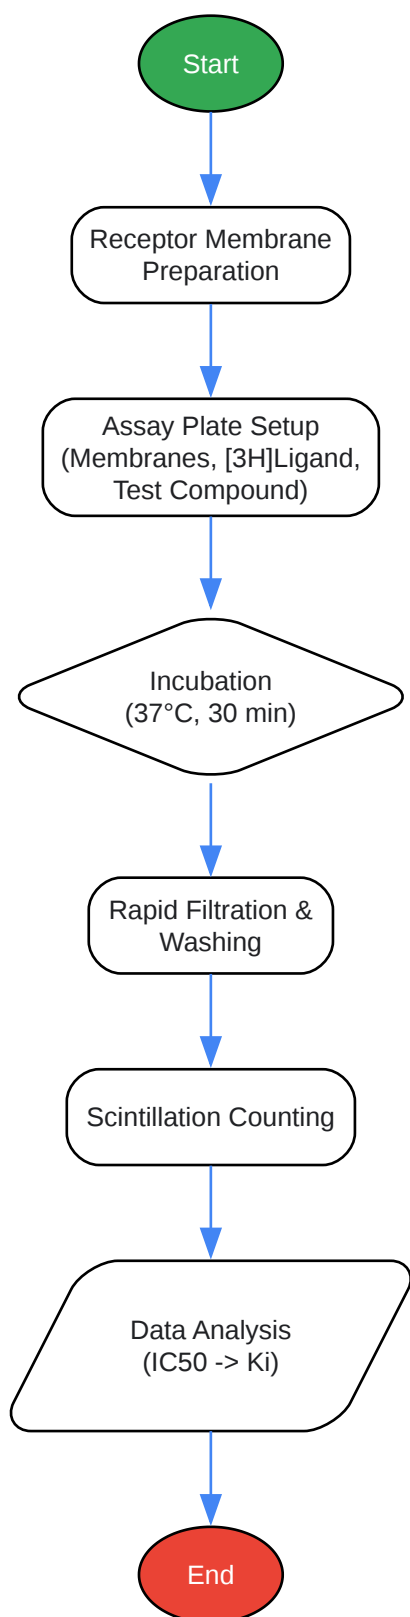 Start
Receptor Membrane
Preparation
Assay Plate Setup
(Membranes, [3H]Ligand,
Test Compound)
Incubation
(37°C, 30 min)
Rapid Filtration &
Washing
Scintillation Counting
Data Analysis
(IC50 -> Ki)
End